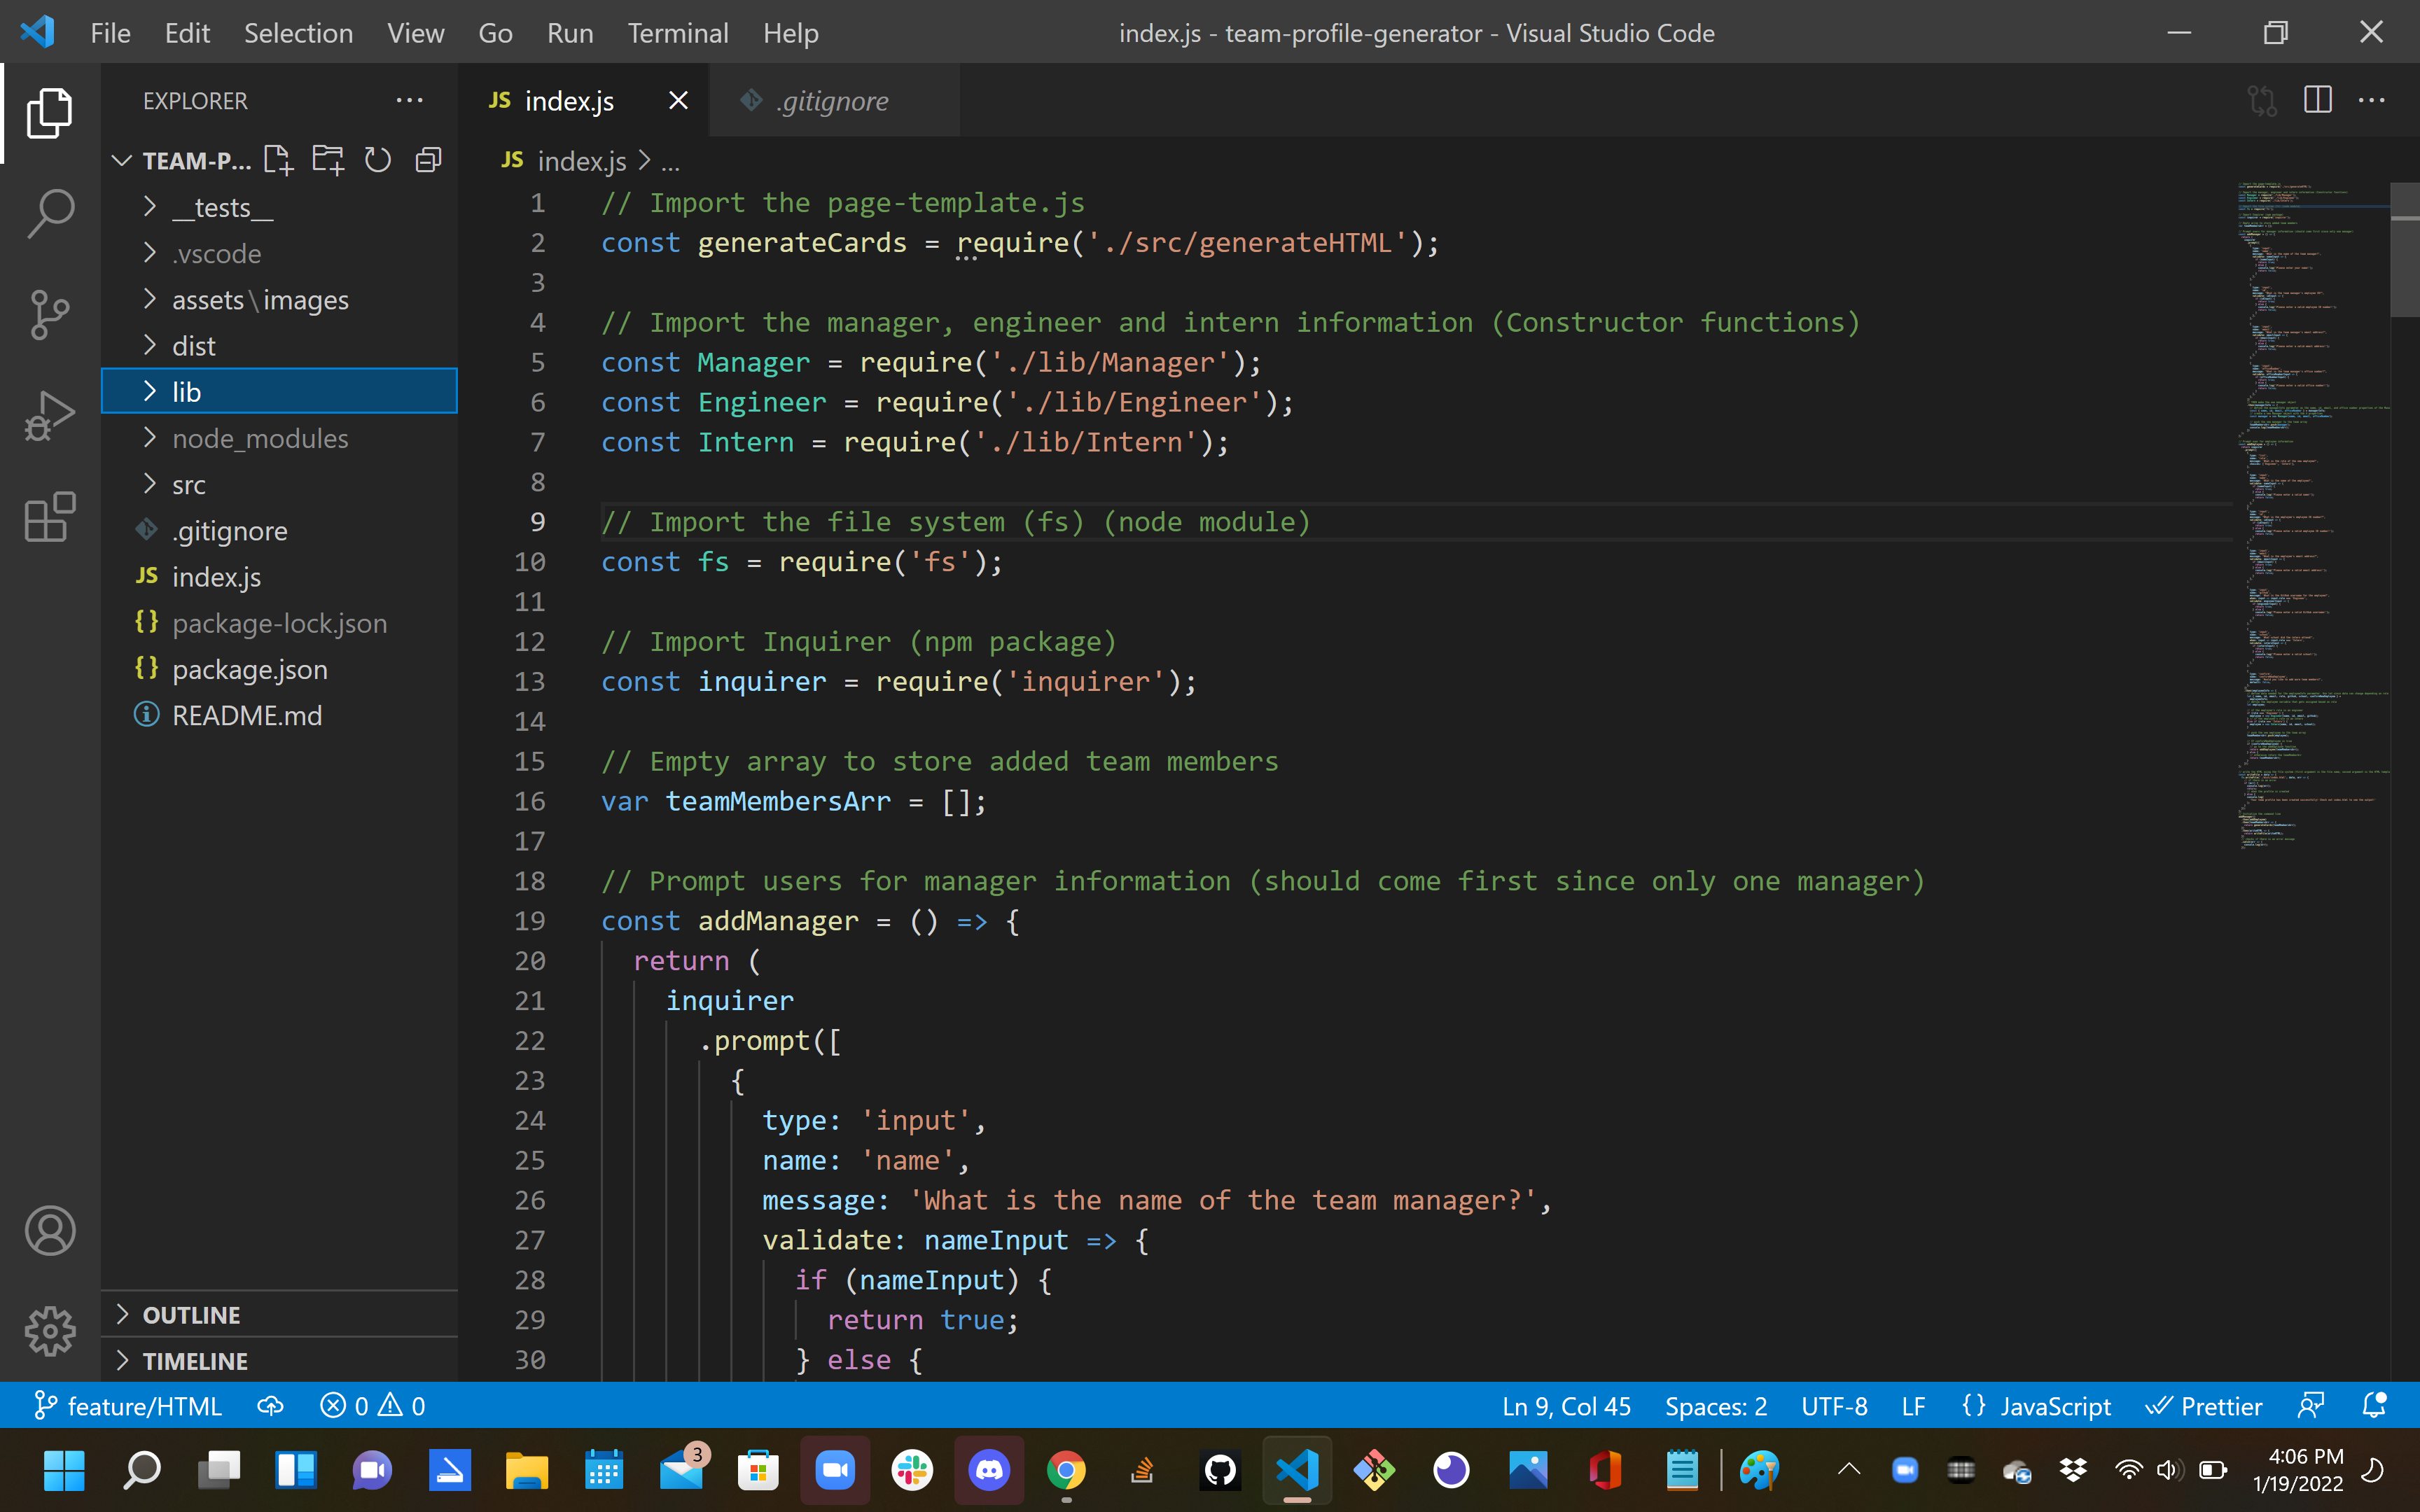 File Edit Selection View Go Run Terminal Help
index.js - team-profile-generator - Visual Studio Code
EXPLORER
TEAM-P...
__tests__
.vscode
assets\images
dist
lib
node_modules
src
.gitignore
JS index.js
{} package-lock.json
{} package.json
README.md
OUTLINE
TIMELINE
JS index.js
.gitignore
JS index.js > ...
1 // Import the page-template.js
2 const generateCards = require('./src/generateHTML');
3
4 // Import the manager, engineer and intern information (Constructor functions)
5 const Manager = require('./lib/Manager');
6 const Engineer = require('./lib/Engineer');
7 const Intern = require('./lib/Intern');
8
9 // Import the file system (fs) (node module)
10 const fs = require('fs');
11
12 // Import Inquirer (npm package)
13 const inquirer = require('inquirer');
14
15 // Empty array to store added team members
16 var teamMembersArr = [];
17
18 // Prompt users for manager information (should come first since only one manager)
19 const addManager = () => {
20 return (
21 inquirer
22 .prompt([
23 {
24 type: 'input',
25 name: 'name',
26 message: 'What is the name of the team manager?',
27 validate: nameInput => {
28 if (nameInput) {
29 return true;
30 } else {
feature/HTML 0 0
Ln 9, Col 45 Spaces: 2 UTF-8 LF {} JavaScript Prettier
3
4:06 PM
1/19/2022